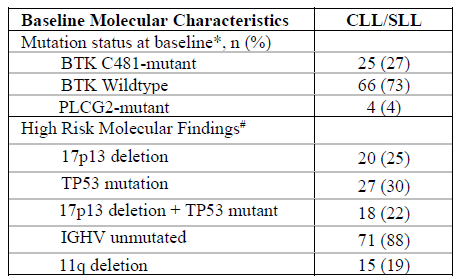 Baseline Molecular Characteristics CLL/SLL
Mutation status at baseline*, n (%)
BTK C481-mutant 25 (27)
BTK Wildtype 66 (73)
PLCG2-mutant 4 (4)
High Risk Molecular Findings#
17p13 deletion 20 (25)
TP53 mutation 27 (30)
17p13 deletion + TP53 mutant 18 (22)
IGHV unmutated 71 (88)
11q deletion 15 (19)